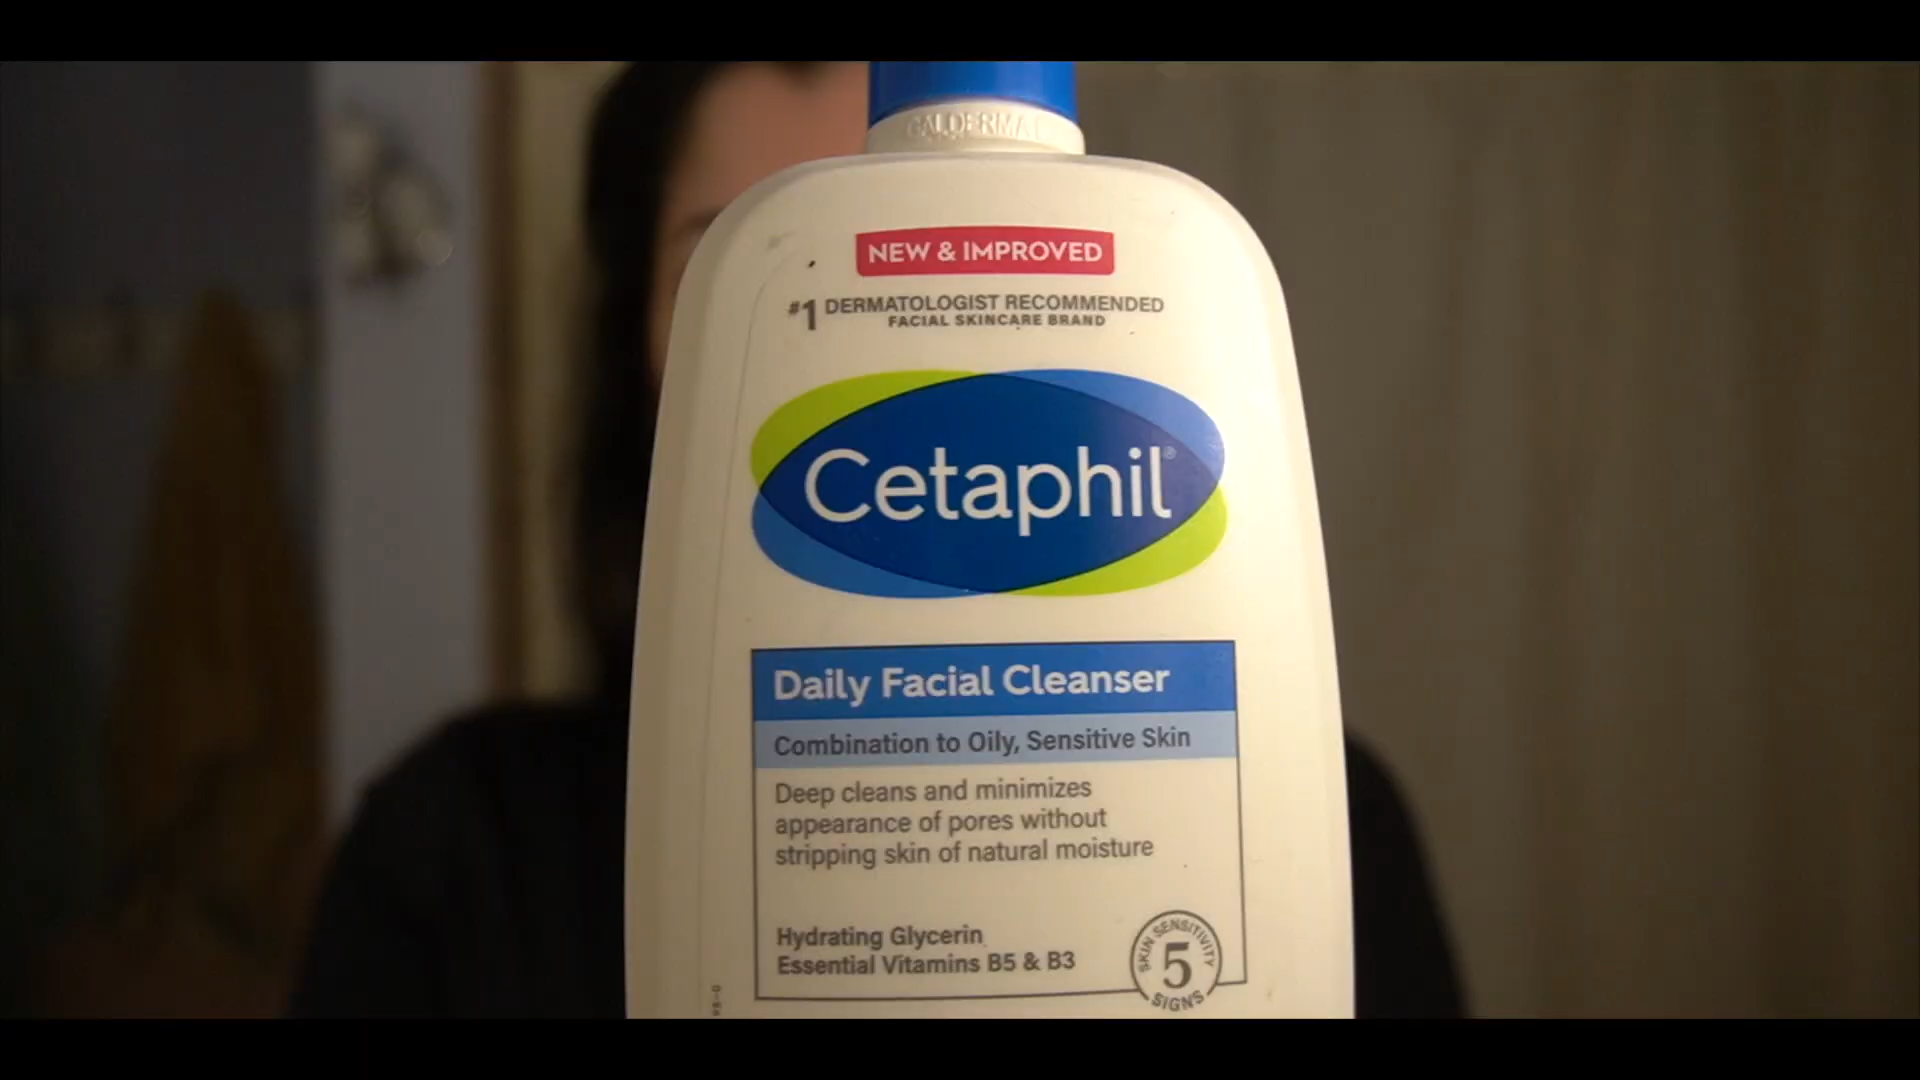 GALDERMA
NEW & IMPROVED
#1 DERMATOLOGIST RECOMMENDED
FACIAL SKINCARE BRAND
Cetaphil®
Daily Facial Cleanser
Combination to Oily, Sensitive Skin
Deep cleans and minimizes
appearance of pores without
stripping skin of natural moisture
Hydrating Glycerin
Essential Vitamins B5 & B3
SKIN SENSITIVITY
5
SIGNS